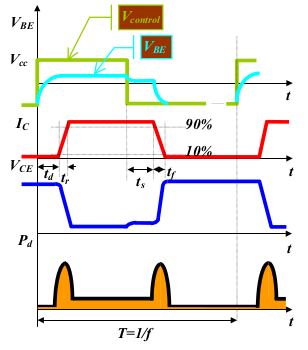 V_BE
V_control
V_BE
V_cc
t
I_C
90%
10%
t
V_CE
t_d
t_r
t_s
t_f
t
P_d
t
T=1/f